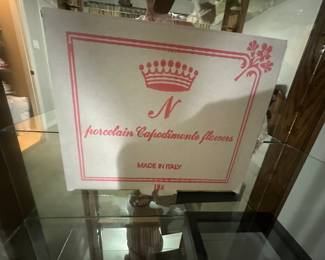 N
porcelain Capodimonte flowers
MADE IN ITALY